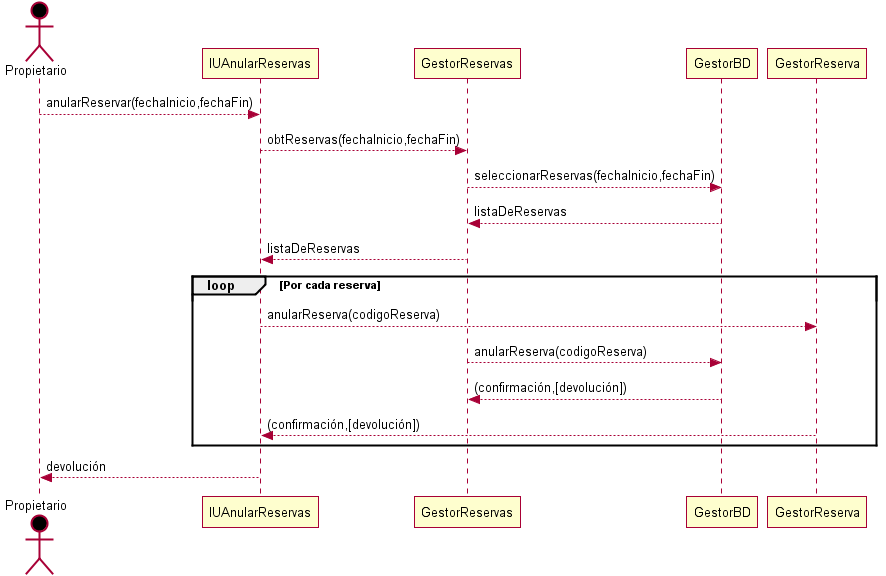 Propietario
IUAnularReservas
GestorReservas
GestorBD
GestorReserva
anularReservar(fechaInicio,fechaFin)
obtReservas(fechaInicio,fechaFin)
seleccionarReservas(fechaInicio,fechaFin)
listaDeReservas
listaDeReservas
loop
[Por cada reserva]
anularReserva(codigoReserva)
anularReserva(codigoReserva)
(confirmación,[devolución])
(confirmación,[devolución])
devolución
Propietario
IUAnularReservas
GestorReservas
GestorBD
GestorReserva